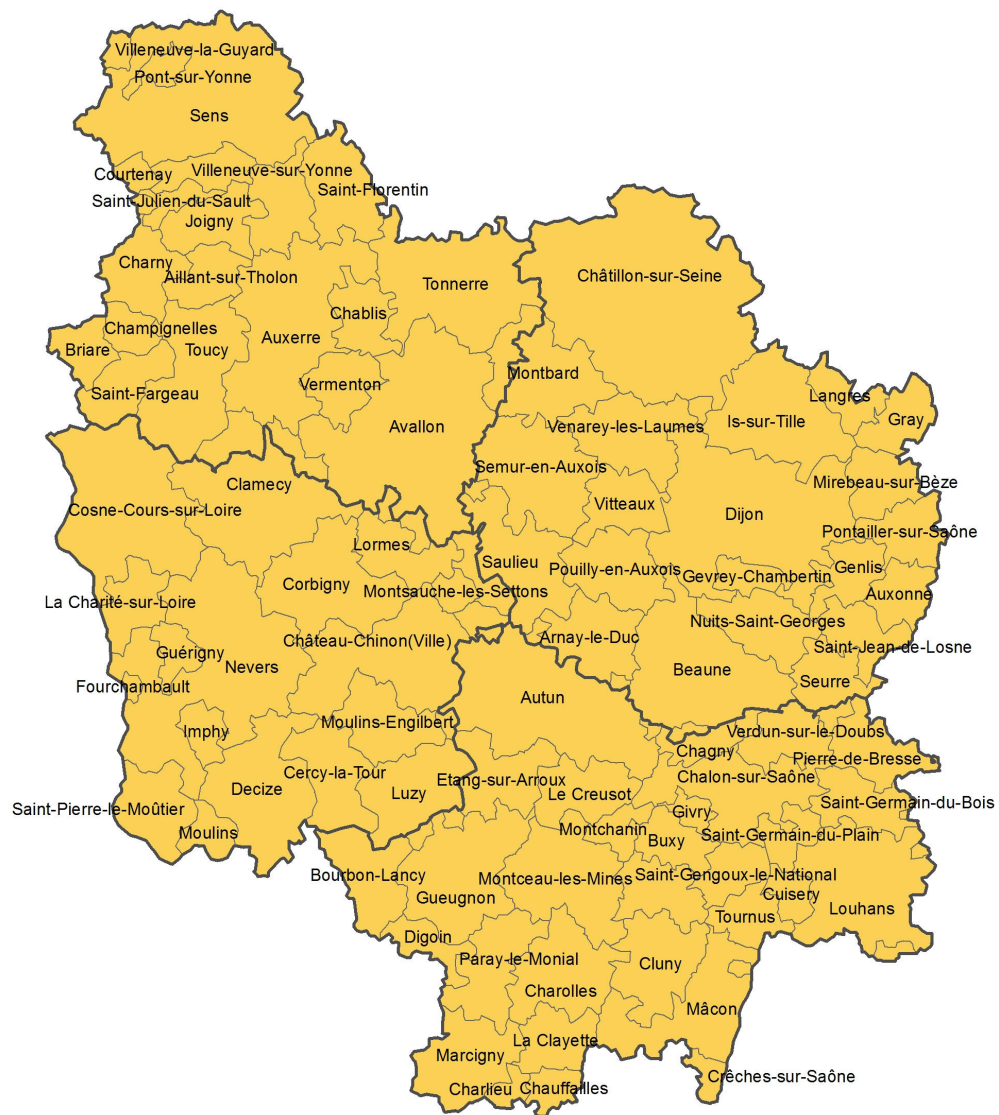 Villeneuve-la-Guyard
Pont-sur-Yonne
Sens
Courtenay
Villeneuve-sur-Yonne
Saint-Florentin
Saint-Julien-du-Sault
Joigny
Charny
Aillant-sur-Tholon
Tonnerre
Châtillon-sur-Seine
Chablis
Champignelles
Auxerre
Briare
Toucy
Montbard
Vermenton
Saint-Fargeau
Langres
Gray
Avallon
Venarey-les-Laumes
Is-sur-Tille
Semur-en-Auxois
Clamecy
Mirebeau-sur-Bèze
Vitteaux
Cosne-Cours-sur-Loire
Dijon
Pontailler-sur-Saône
Lormes
Saulieu
Pouilly-en-Auxois
Gevrey-Chambertin
Genlis
Corbigny
Montsauche-les-Settons
Auxonne
La Charité-sur-Loire
Nuits-Saint-Georges
Château-Chinon(Ville)
Arnay-le-Duc
Saint-Jean-de-Losne
Guérigny
Nevers
Beaune
Seurre
Fourchambault
Autun
Moulins-Engilbert
Imphy
Verdun-sur-le-Doubs
Chagny
Pierre-de-Bresse
Cercy-la-Tour
Etang-sur-Arroux
Chalon-sur-Saône
Decize
Luzy
Le Creusot
Saint-Germain-du-Bois
Saint-Pierre-le-Moûtier
Givry
Moulins
Montchanin
Buxy
Saint-Germain-du-Plain
Bourbon-Lancy
Montceau-les-Mines
Saint-Gengoux-le-National
Gueugnon
Cuisery
Louhans
Tournus
Digoin
Paray-le-Monial
Cluny
Charolles
Mâcon
La Clayette
Marcigny
Crêches-sur-Saône
Charlieu
Chauffailles